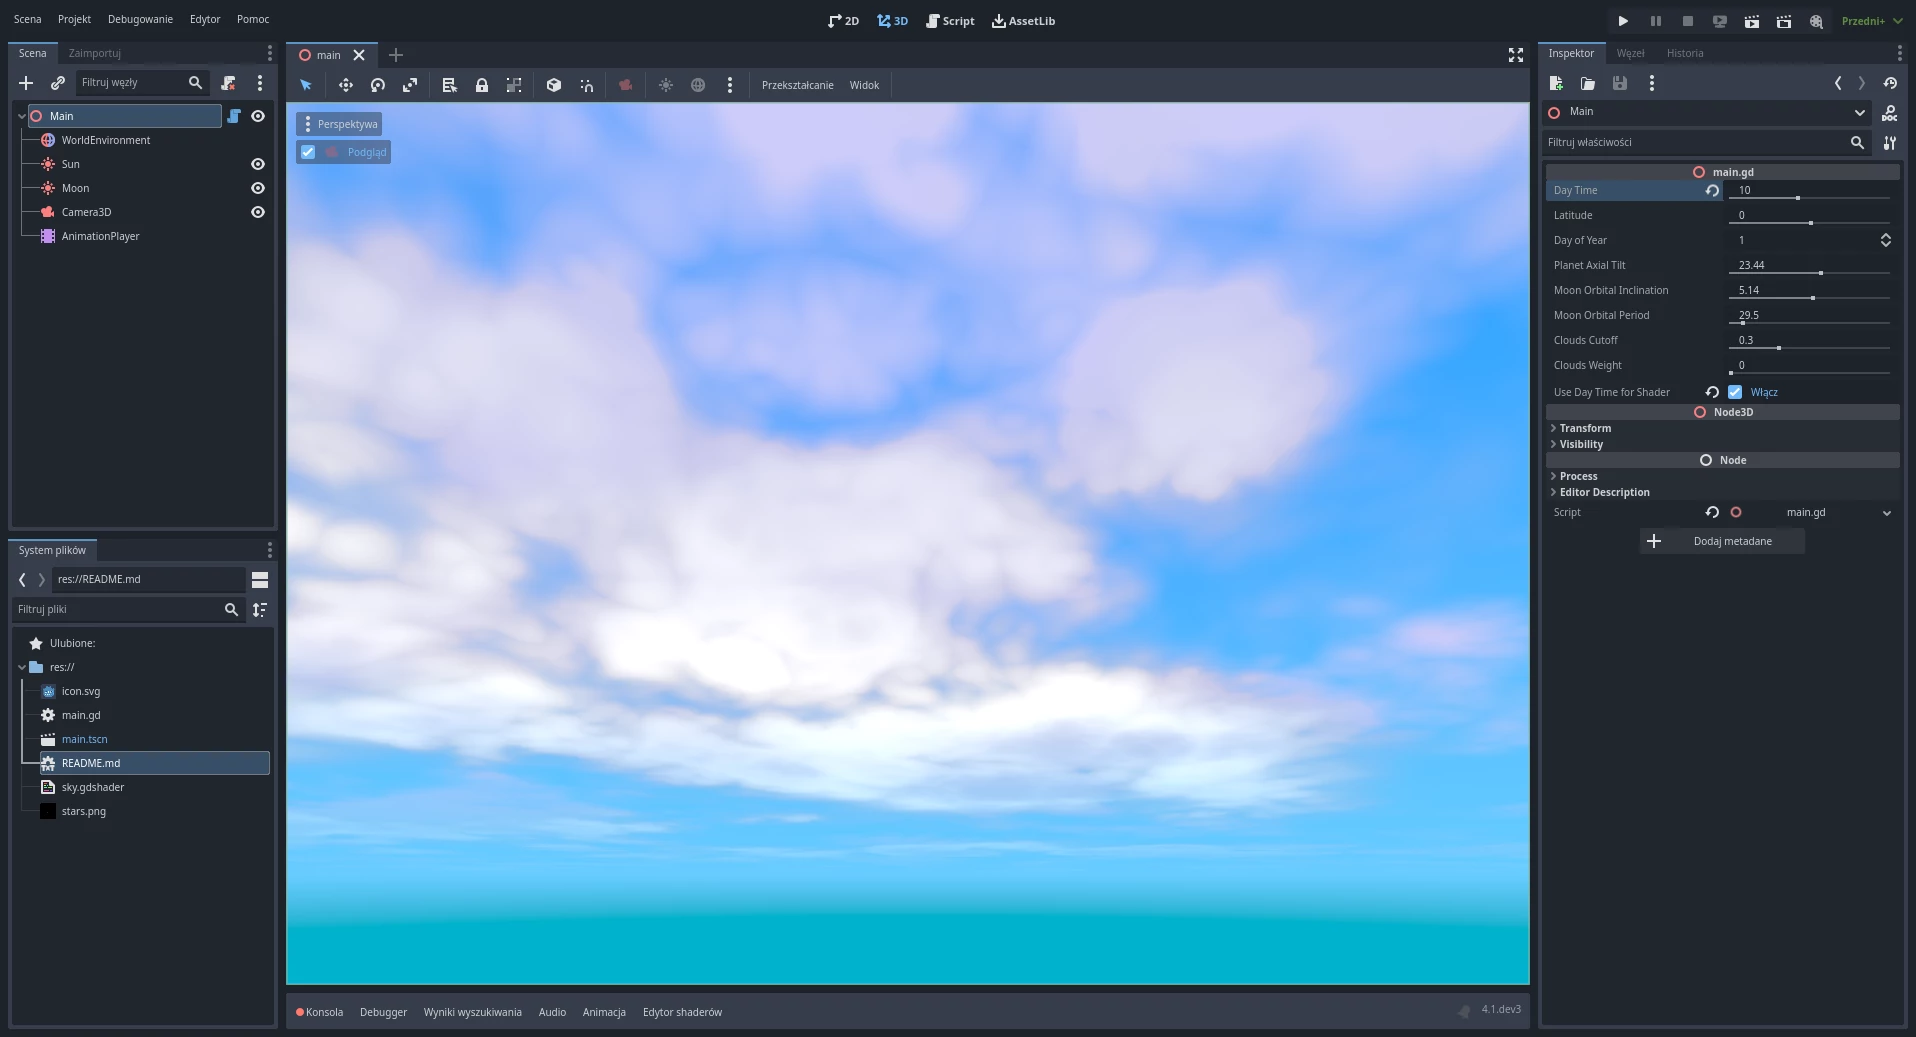 Scena Projekt Debugowanie Edytor Pomoc
2D 3D Script AssetLib
Przedni+
Scena Zaimportuj
Filtruj węzły
Main
WorldEnvironment
Sun
Moon
Camera3D
AnimationPlayer
System plików
res://README.md
Filtruj pliki
Ulubione:
res://
icon.svg
main.gd
main.tscn
README.md
sky.gdshader
stars.png
main
Przekształcanie Widok
Perspektywa
Podgląd
Konsola Debugger Wyniki wyszukiwania Audio Animacja Edytor shaderów
4.1.dev3
Inspektor Węzeł Historia
Main
DOC
Filtruj właściwości
main.gd
Day Time 10
Latitude 0
Day of Year 1
Planet Axial Tilt 23.44
Moon Orbital Inclination 5.14
Moon Orbital Period 29.5
Clouds Cutoff 0.3
Clouds Weight 0
Use Day Time for Shader Włącz
Node3D
Transform
Visibility
Node
Process
Editor Description
Script main.gd
Dodaj metadane